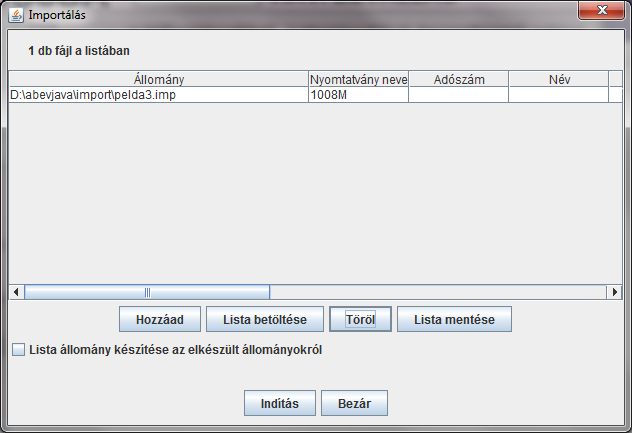 Importálás
1 db fájl a listában
Állomány Nyomtatvány neve Adószám Név
D:\abevjava\import\pelda3.imp 1008M
Hozzáad Lista betöltése Töröl Lista mentése
Lista állomány készítése az elkészült állományokról
Indítás Bezár